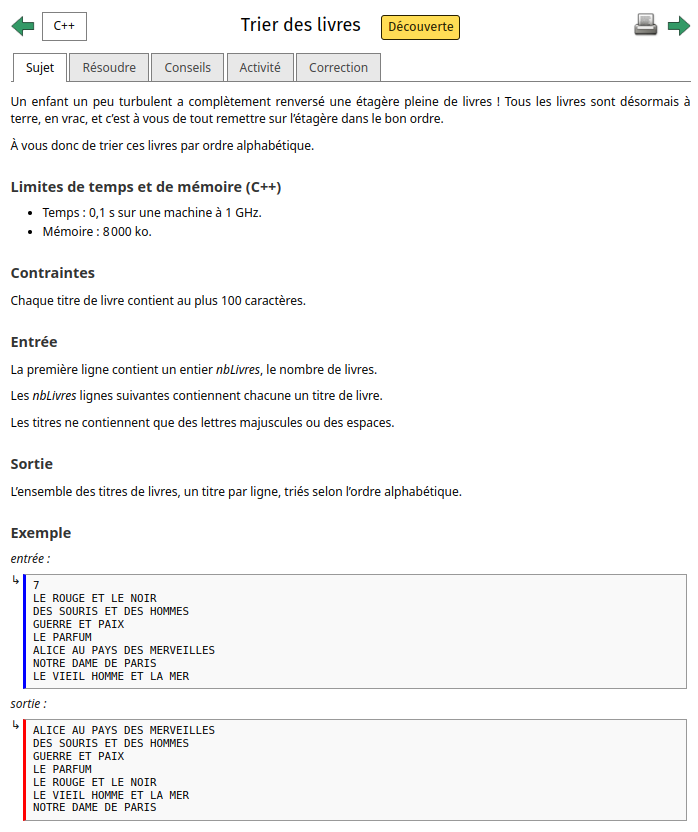 C++
Trier des livres
Découverte
Sujet
Résoudre
Conseils
Activité
Correction
Un enfant un peu turbulent a complètement renversé une étagère pleine de livres ! Tous les livres sont désormais à
terre, en vrac, et c’est à vous de tout remettre sur l’étagère dans le bon ordre.
À vous donc de trier ces livres par ordre alphabétique.
Limites de temps et de mémoire (C++)
• Temps : 0,1 s sur une machine à 1 GHz.
• Mémoire : 8 000 ko.
Contraintes
Chaque titre de livre contient au plus 100 caractères.
Entrée
La première ligne contient un entier nbLivres, le nombre de livres.
Les nbLivres lignes suivantes contiennent chacune un titre de livre.
Les titres ne contiennent que des lettres majuscules ou des espaces.
Sortie
L’ensemble des titres de livres, un titre par ligne, triés selon l’ordre alphabétique.
Exemple
entrée :
7
LE ROUGE ET LE NOIR
DES SOURIS ET DES HOMMES
GUERRE ET PAIX
LE PARFUM
ALICE AU PAYS DES MERVEILLES
NOTRE DAME DE PARIS
LE VIEIL HOMME ET LA MER
sortie :
ALICE AU PAYS DES MERVEILLES
DES SOURIS ET DES HOMMES
GUERRE ET PAIX
LE PARFUM
LE ROUGE ET LE NOIR
LE VIEIL HOMME ET LA MER
NOTRE DAME DE PARIS